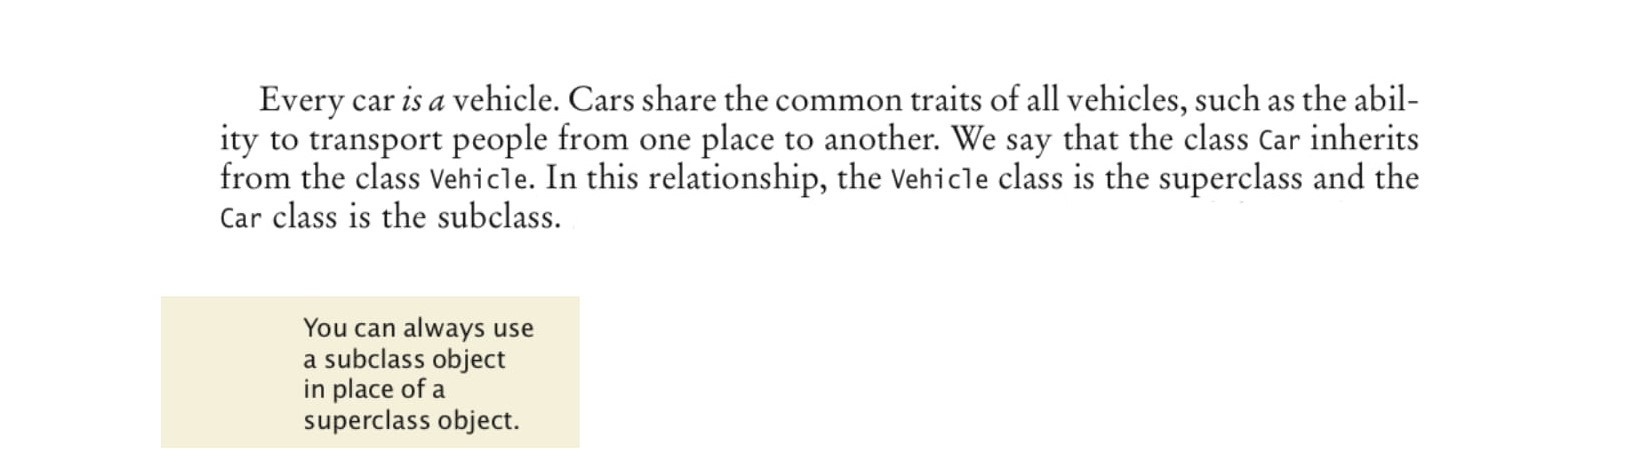 Every car is a vehicle. Cars share the common traits of all vehicles, such as the abil-
ity to transport people from one place to another. We say that the class Car inherits
from the class Vehicle. In this relationship, the Vehicle class is the superclass and the
Car class is the subclass.
You can always use
a subclass object
in place of a
superclass object.